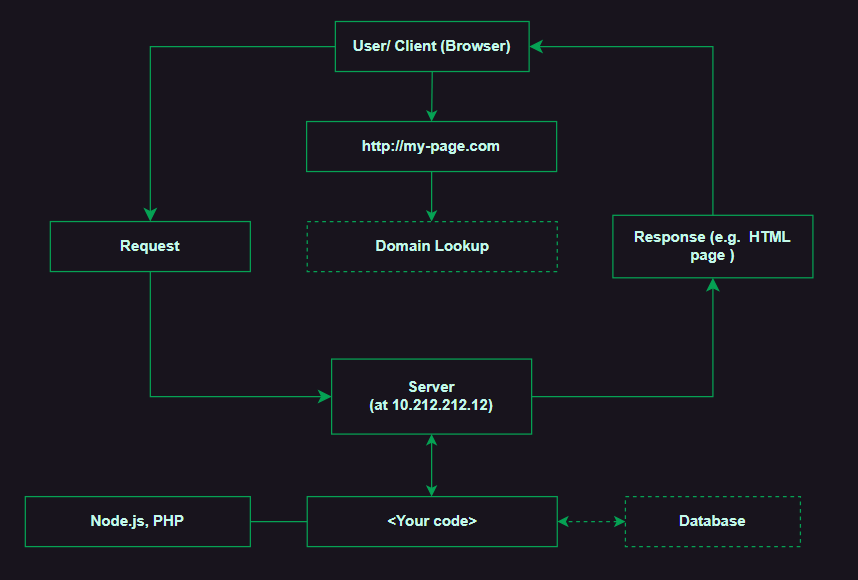 User/ Client (Browser)
http://my-page.com
Request
Domain Lookup
Response (e.g.  HTML
page )
Server
(at 10.212.212.12)
Node.js, PHP
<Your code>
Database